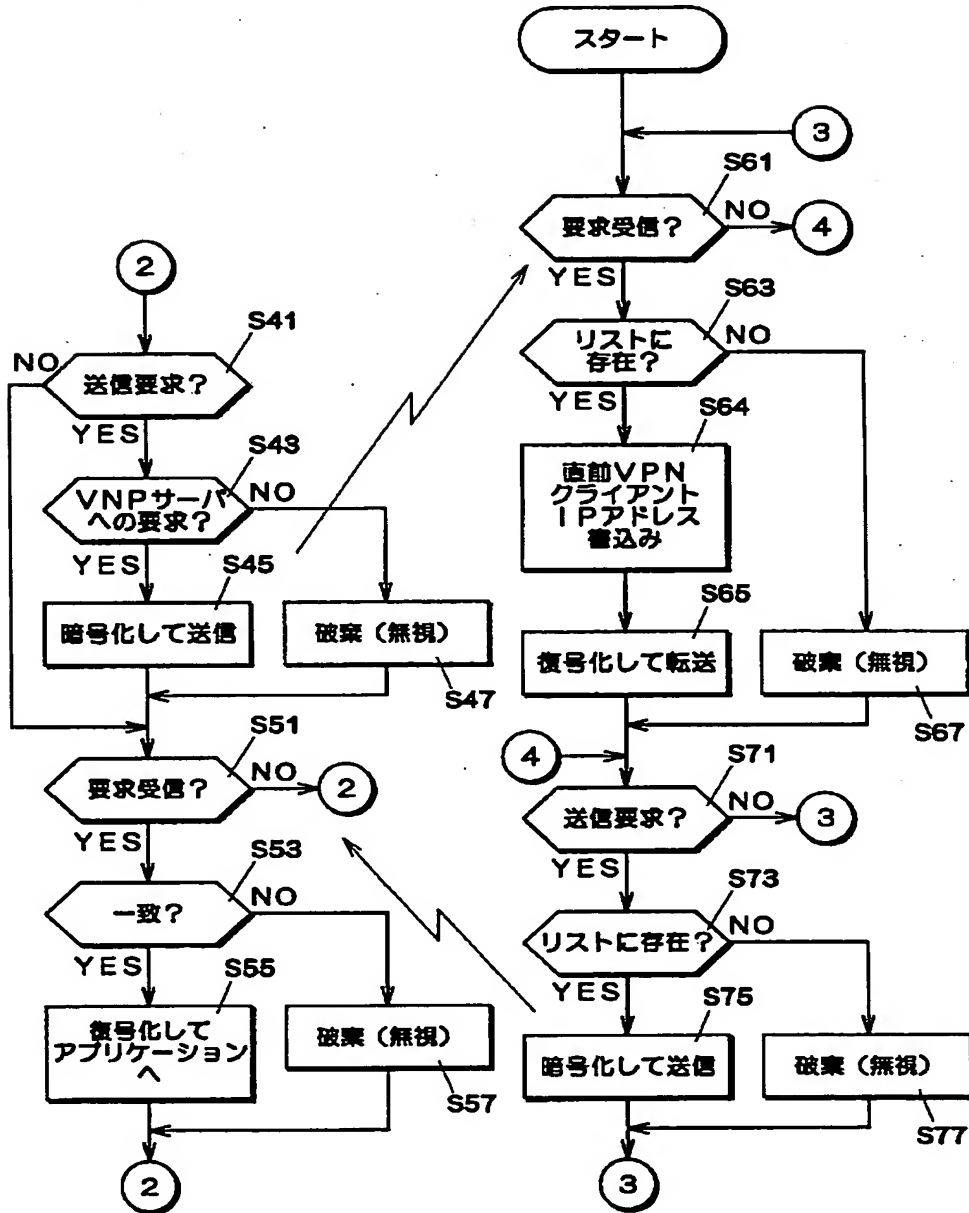 ②
S41
NO
送信要求？
YES
S43
VNPサーバ
への要求？
NO
YES
S45
暗号化して送信
破棄（無視）
S47
S51
要求受信？
NO
②
YES
S53
一致？
NO
YES
S55
復号化して
アプリケーション
へ
破棄（無視）
S57
②
スタート
③
S61
要求受信？
NO
④
YES
S63
リストに
存在？
NO
YES
S64
直前VPN
クライアント
IPアドレス
書込み
S65
復号化して転送
破棄（無視）
S67
④
S71
送信要求？
NO
③
YES
S73
リストに存在？
NO
YES
S75
暗号化して送信
破棄（無視）
S77
③